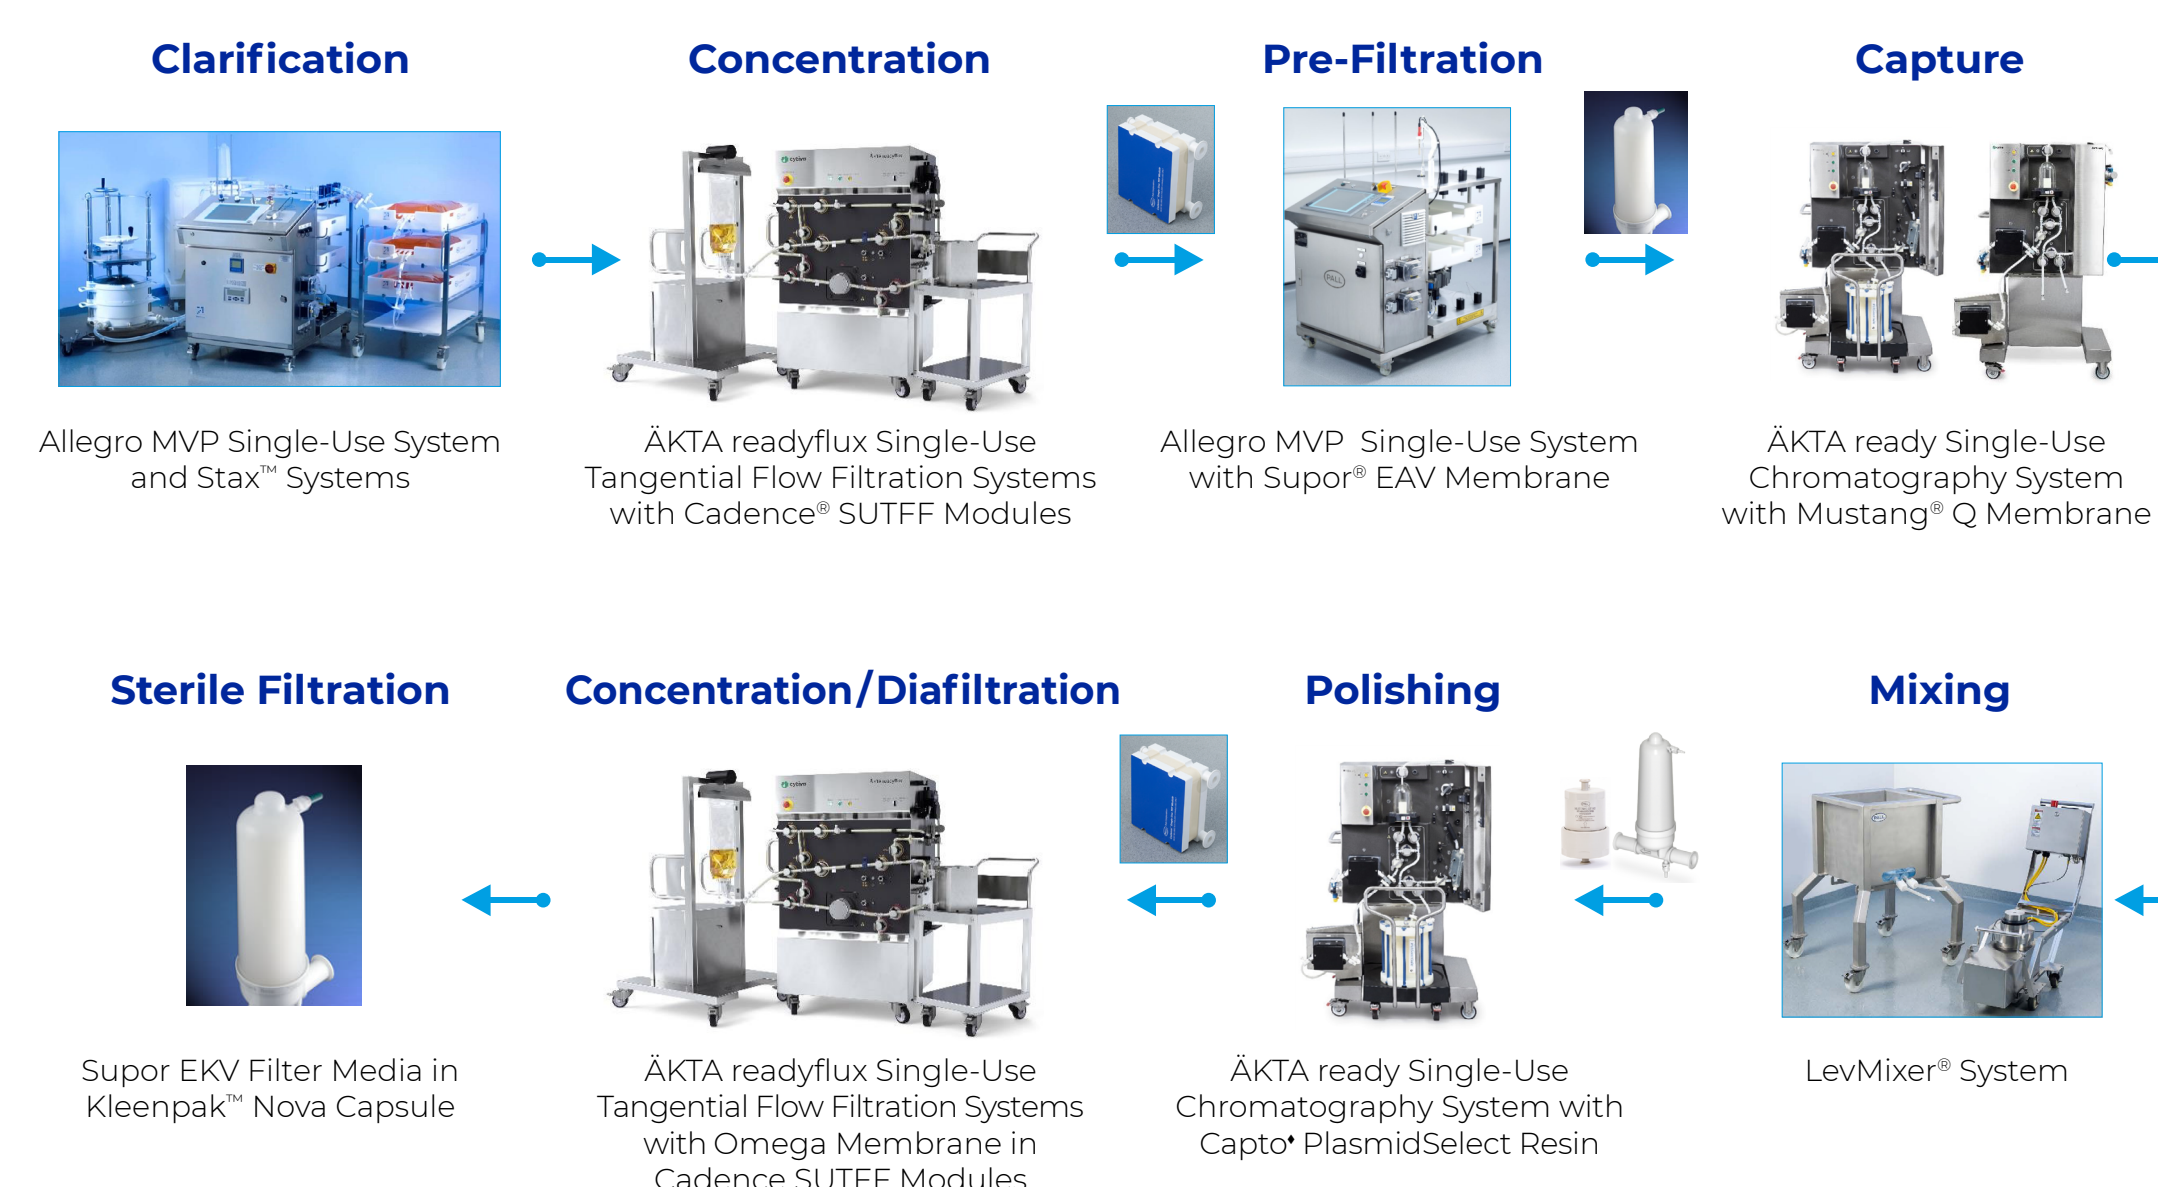 Clarification
Concentration
Pre-Filtration
Capture
cytiva
PALL
Allegro MVP Single-Use System
and Stax™ Systems
ÄKTA readyflux Single-Use
Tangential Flow Filtration Systems
with Cadence® SUTFF Modules
Allegro MVP Single-Use System
with Supor® EAV Membrane
ÄKTA ready Single-Use
Chromatography System
with Mustang® Q Membrane
Sterile Filtration
Concentration/Diafiltration
Polishing
Mixing
cytiva
PALL
Supor EKV Filter Media in
Kleenpak™ Nova Capsule
ÄKTA readyflux Single-Use
Tangential Flow Filtration Systems
with Omega Membrane in
Cadence SUTFF Modules
ÄKTA ready Single-Use
Chromatography System with
Capto♦ PlasmidSelect Resin
LevMixer® System